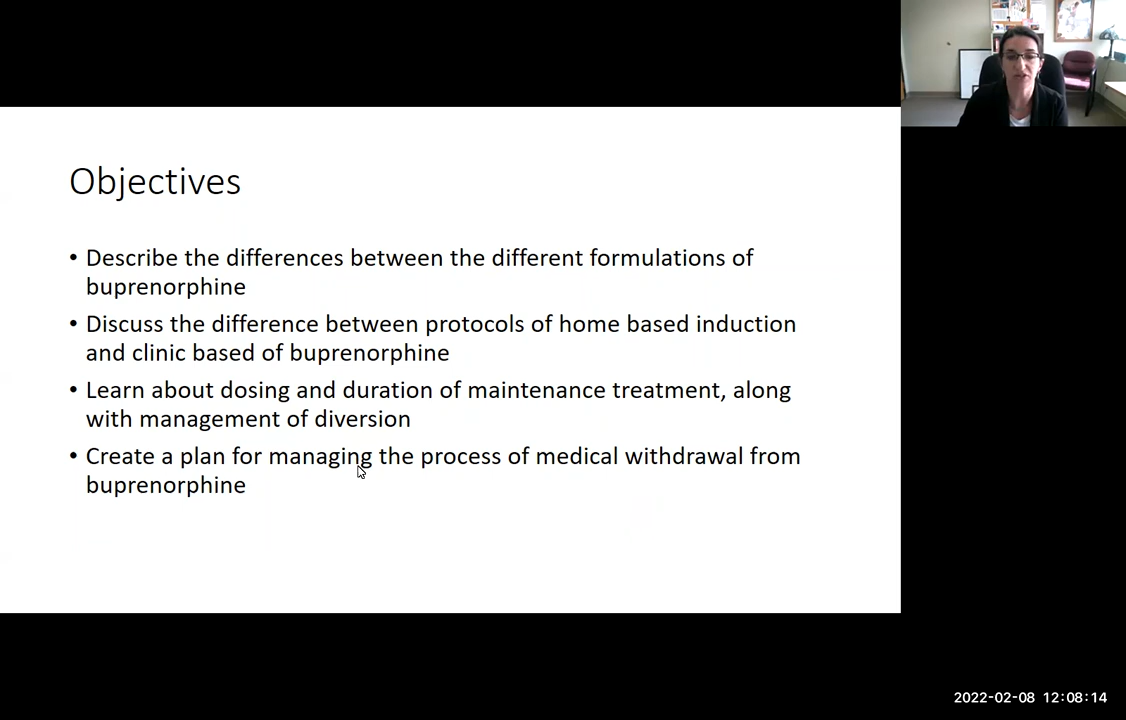 Objectives
• Describe the differences between the different formulations of
buprenorphine
• Discuss the difference between protocols of home based induction
and clinic based of buprenorphine
• Learn about dosing and duration of maintenance treatment, along
with management of diversion
• Create a plan for managing the process of medical withdrawal from
buprenorphine
2022-02-08 12:08:14